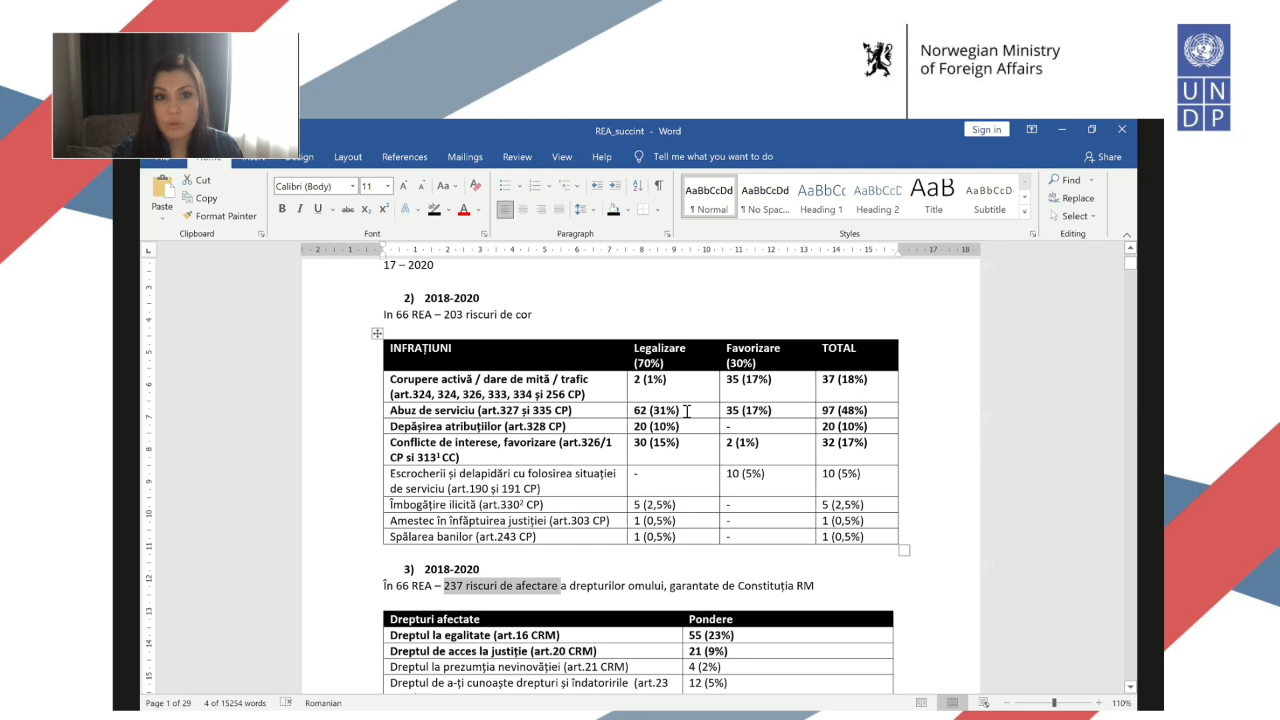 Norwegian Ministry
of Foreign Affairs
UN
DP
REA_succint - Word
Sign in
Design Layout References Mailings Review View Help Tell me what you want to do
Share
Paste
Cut
Copy
Format Painter
Clipboard
Calibri (Body) 11
Font
Paragraph
AaBbCcDd AaBbCcDd AaBbCc AaBbCcD AaB AaBbCcD
¶ Normal ¶ No Spac... Heading 1 Heading 2 Title Subtitle
Styles
Find
Replace
Select
Editing
17 – 2020
2) 2018-2020
In 66 REA – 203 riscuri de cor
INFRAȚIUNI Legalizare (70%) Favorizare (30%) TOTAL
Corupere activă / dare de mită / trafic
(art.324, 324, 326, 333, 334 și 256 CP) 2 (1%) 35 (17%) 37 (18%)
Abuz de serviciu (art.327 și 335 CP) 62 (31%) 35 (17%) 97 (48%)
Depășirea atribuțiilor (art.328 CP) 20 (10%) - 20 (10%)
Conflicte de interese, favorizare (art.326/1
CP si 313¹ CC) 30 (15%) 2 (1%) 32 (17%)
Escrocherii și delapidări cu folosirea situației
de serviciu (art.190 și 191 CP) - 10 (5%) 10 (5%)
Îmbogățire ilicită (art.330² CP) 5 (2,5%) - 5 (2,5%)
Amestec în înfăptuirea justiției (art.303 CP) 1 (0,5%) - 1 (0,5%)
Spălarea banilor (art.243 CP) 1 (0,5%) - 1 (0,5%)
3) 2018-2020
În 66 REA – 237 riscuri de afectare a drepturilor omului, garantate de Constituția RM
Drepturi afectate Pondere
Dreptul la egalitate (art.16 CRM) 55 (23%)
Dreptul de acces la justiție (art.20 CRM) 21 (9%)
Dreptul la prezumția nevinovăției (art.21 CRM) 4 (2%)
Dreptul de a-ți cunoaște drepturi și îndatoririle (art.23 12 (5%)
Page 1 of 29 4 of 15254 words Romanian 110%